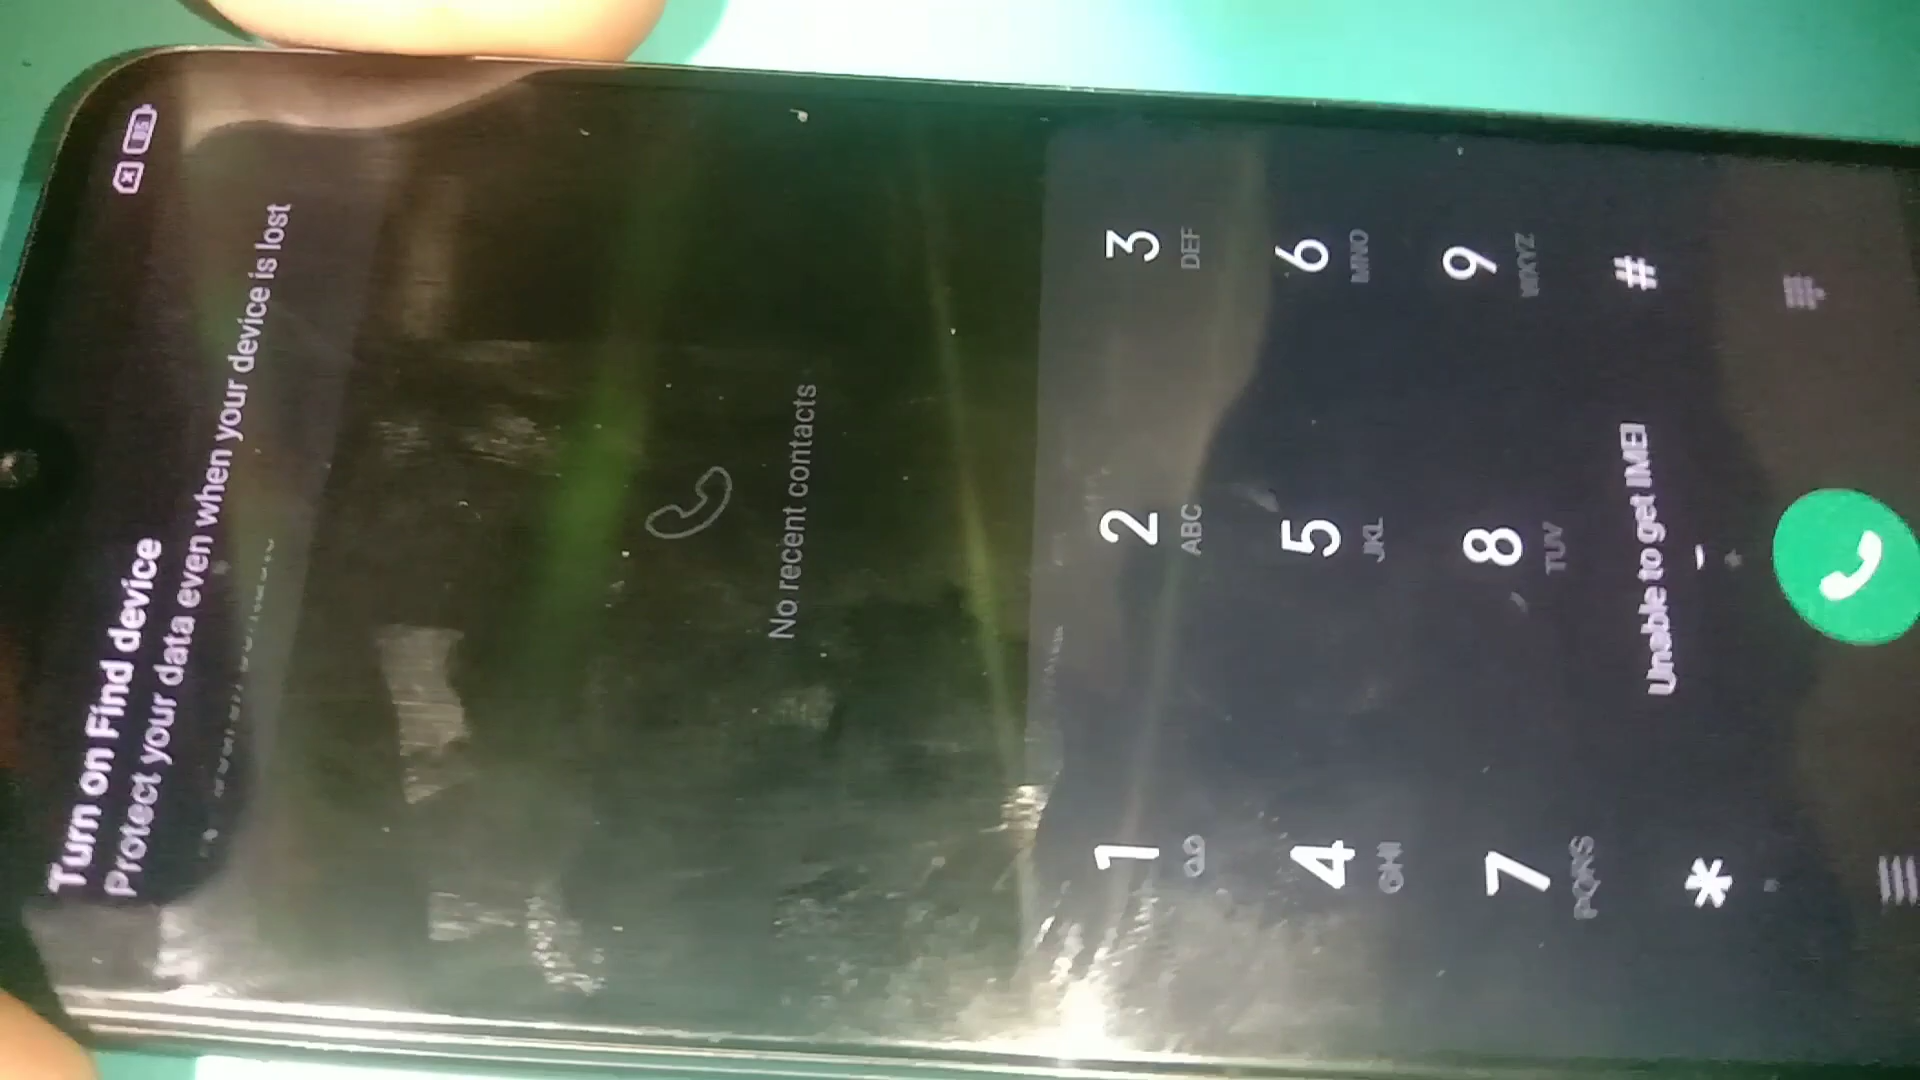 Turn on Find device
Protect your data even when your device is lost
No recent contacts
1 2 3
ABC DEF
4 5 6
GHI JKL MNO
7 8 9
PQRS TUV WXYZ
* #
Unable to get IMEI